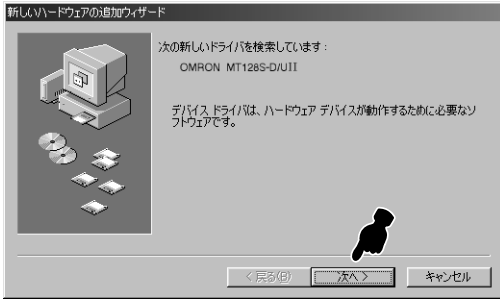 新しいハードウェアの追加ウィザード
次の新しいドライバを検索しています：
OMRON MT128S-D/UII
デバイス ドライバは、ハードウェア デバイスが動作するために必要なソ
フトウェアです。
< 戻る(B)
次へ >
キャンセル